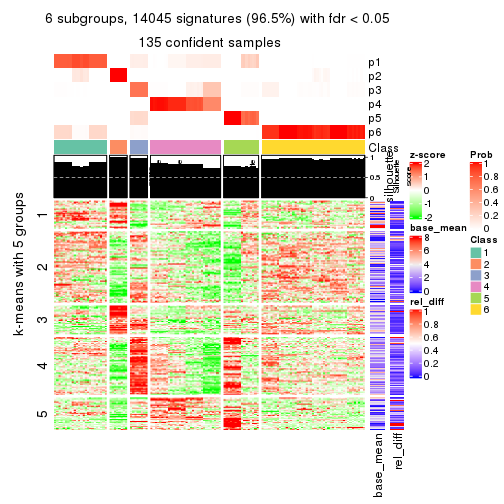 6 subgroups, 14045 signatures (96.5%) with fdr < 0.05
135 confident samples
p1
p2
p3
p4
p5
p6
Class
1
0.5
0
silhouette
Silhouette
score
k-means with 5 groups
1
2
3
4
5
base_mean
rel_diff
z-score
2
1
0
-1
-2
base_mean
8
6
4
2
0
rel_diff
1
0.8
0.6
0.4
0.2
0
Prob
1
0.8
0.6
0.4
0.2
0
Class
1
2
3
4
5
6